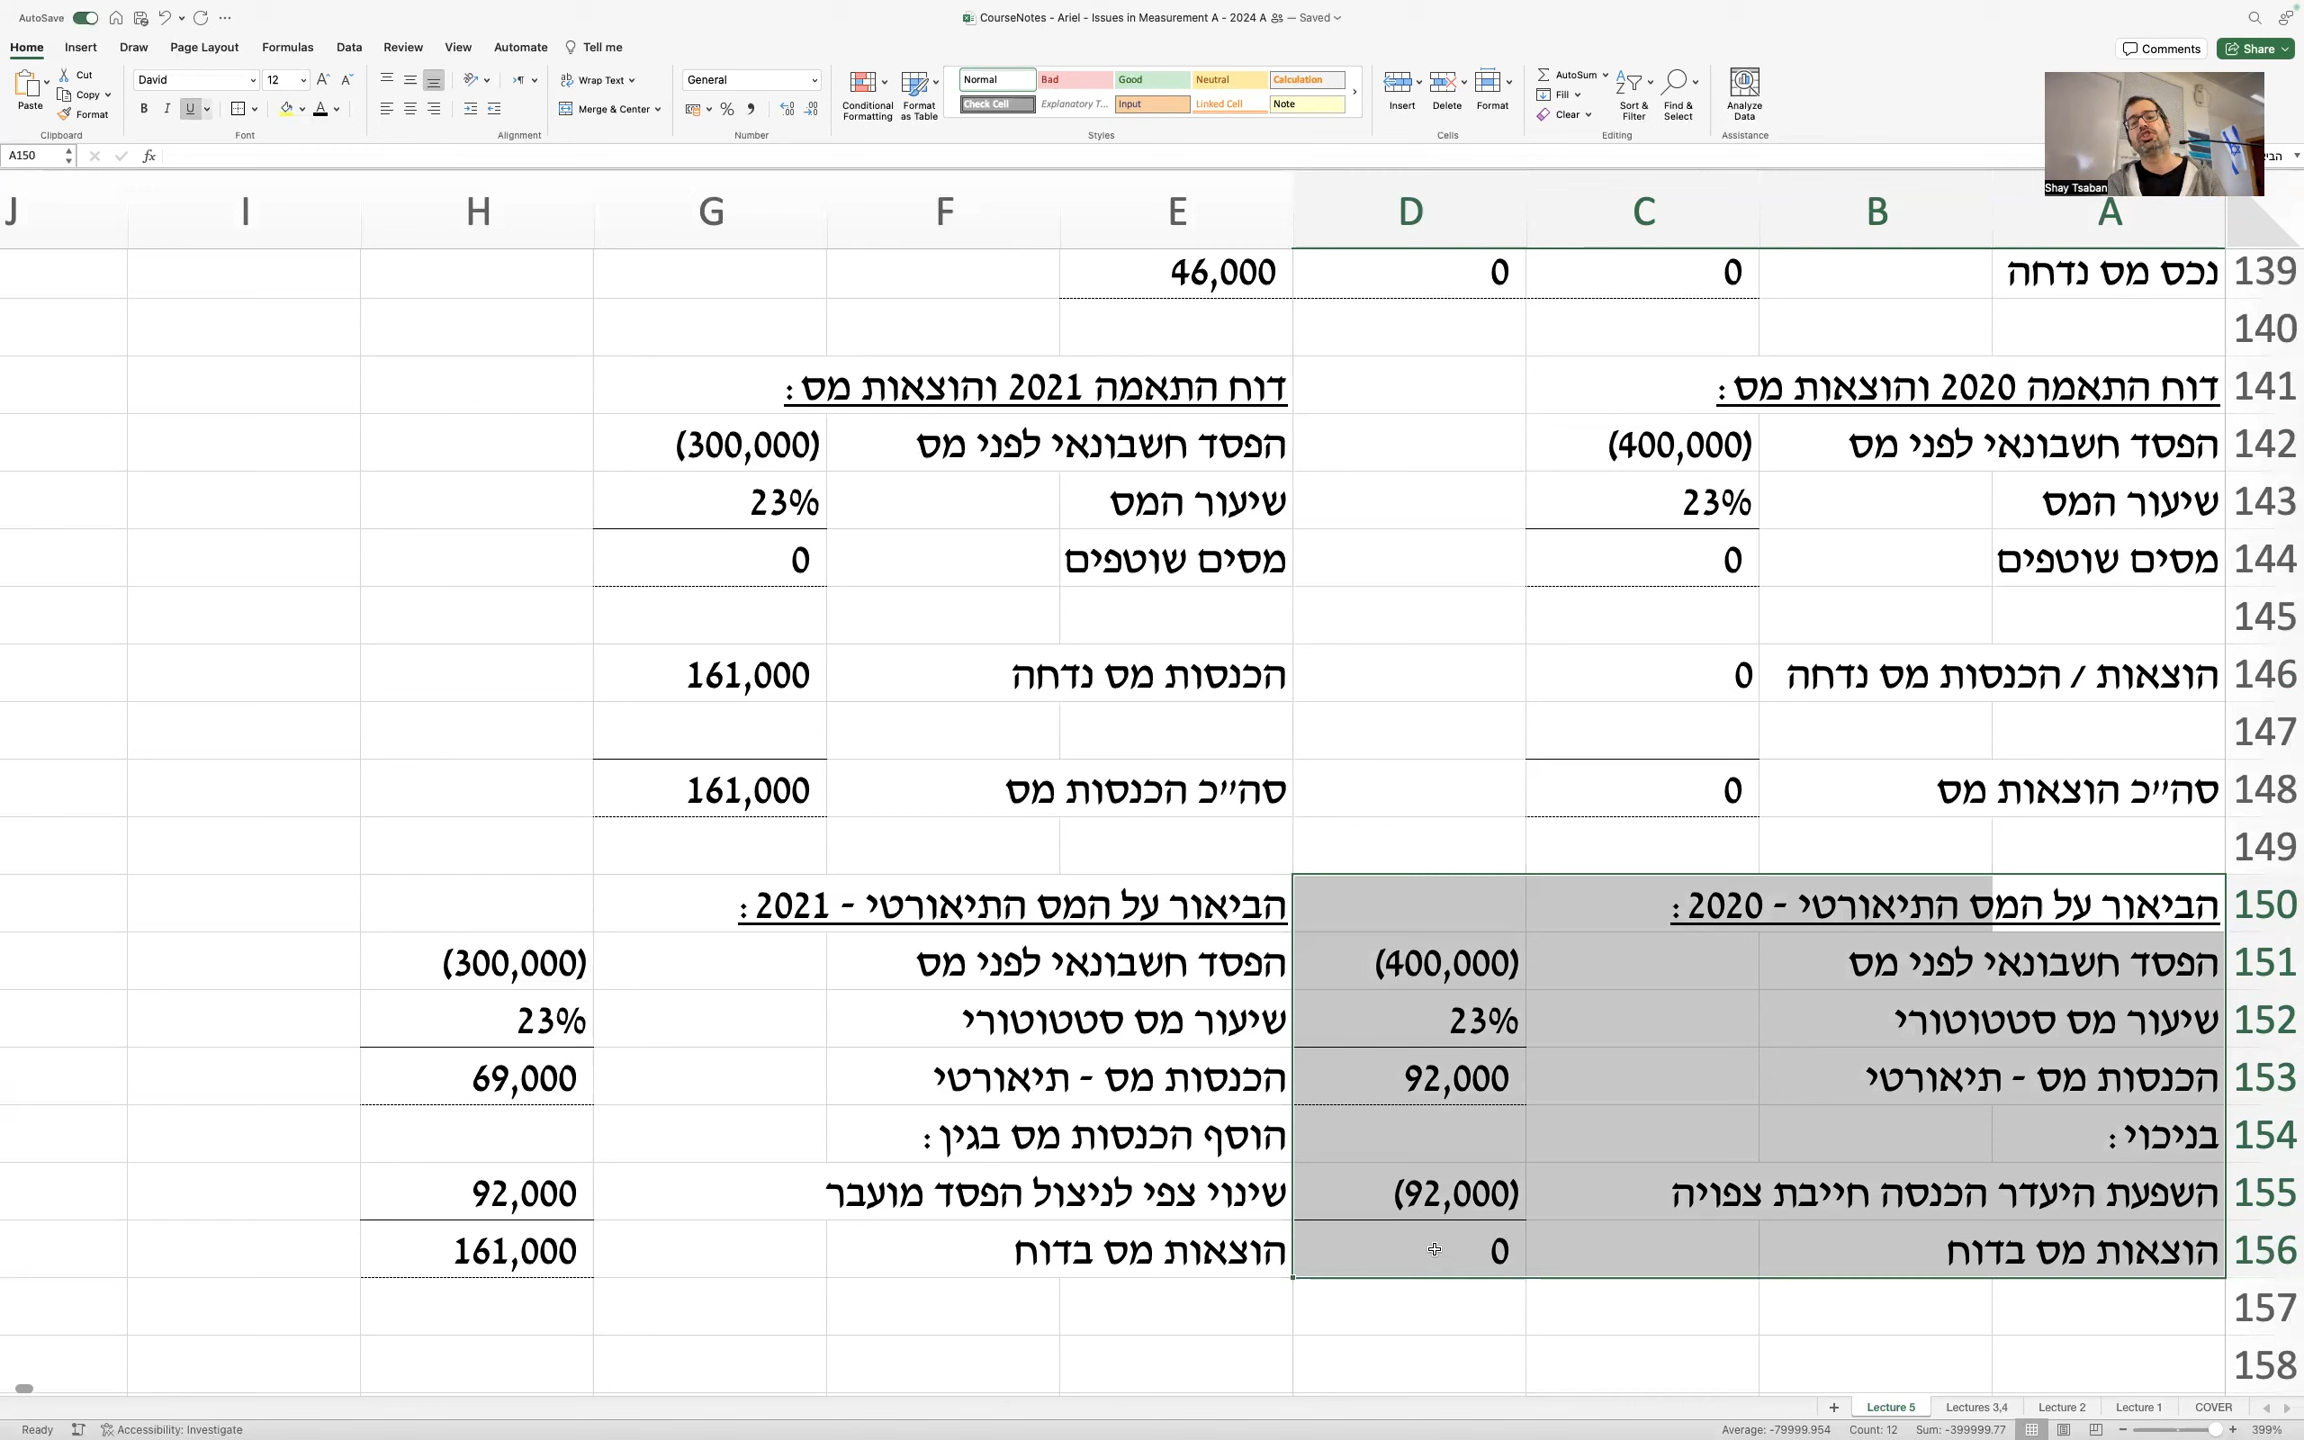 AutoSave
CourseNotes - Ariel - Issues in Measurement A - 2024 A — Saved
Home Insert Draw Page Layout Formulas Data Review View Automate Tell me
Comments Share
Paste Cut Copy Format
David 12
B I U A
Wrap Text
Merge & Center
General
Conditional Formatting
Format as Table
Normal Bad Good Neutral Calculation
Check Cell Explanatory T... Input Linked Cell Note
Insert Delete Format
AutoSum Fill Clear
Sort & Filter
Find & Select
Analyze Data
Clipboard Font Alignment Number Styles Cells Editing Assistance
A150 fx
Shay Tsaban
J I H G F E D C B A
139 נכס מס נדחה 0 0 46,000
140
141 דוח התאמה 2020 והוצאות מס: דוח התאמה 2021 והוצאות מס:
142 הפסד חשבונאי לפני מס (400,000) הפסד חשבונאי לפני מס (300,000)
143 שיעור המס 23% שיעור המס 23%
144 מסים שוטפים 0 מסים שוטפים 0
145
146 הוצאות / הכנסות מס נדחה 0 הכנסות מס נדחה 161,000
147
148 סה״כ הוצאות מס 0 סה״כ הכנסות מס 161,000
149
150 הביאור על המס התיאורטי - 2020: הביאור על המס התיאורטי - 2021:
151 הפסד חשבונאי לפני מס (400,000) הפסד חשבונאי לפני מס (300,000)
152 שיעור מס סטטוטורי 23% שיעור מס סטטוטורי 23%
153 הכנסות מס - תיאורטי 92,000 הכנסות מס - תיאורטי 69,000
154 בניכוי: הוסף הכנסות מס בגין:
155 השפעת היעדר הכנסה חייבת צפויה (92,000) שינוי צפי לניצול הפסד מועבר 92,000
156 הוצאות מס בדוח 0 הוצאות מס בדוח 161,000
157
158
Lecture 5 Lectures 3,4 Lecture 2 Lecture 1 COVER
Ready Accessibility: Investigate Average: -79999.954 Count: 12 Sum: -399999.77 399%